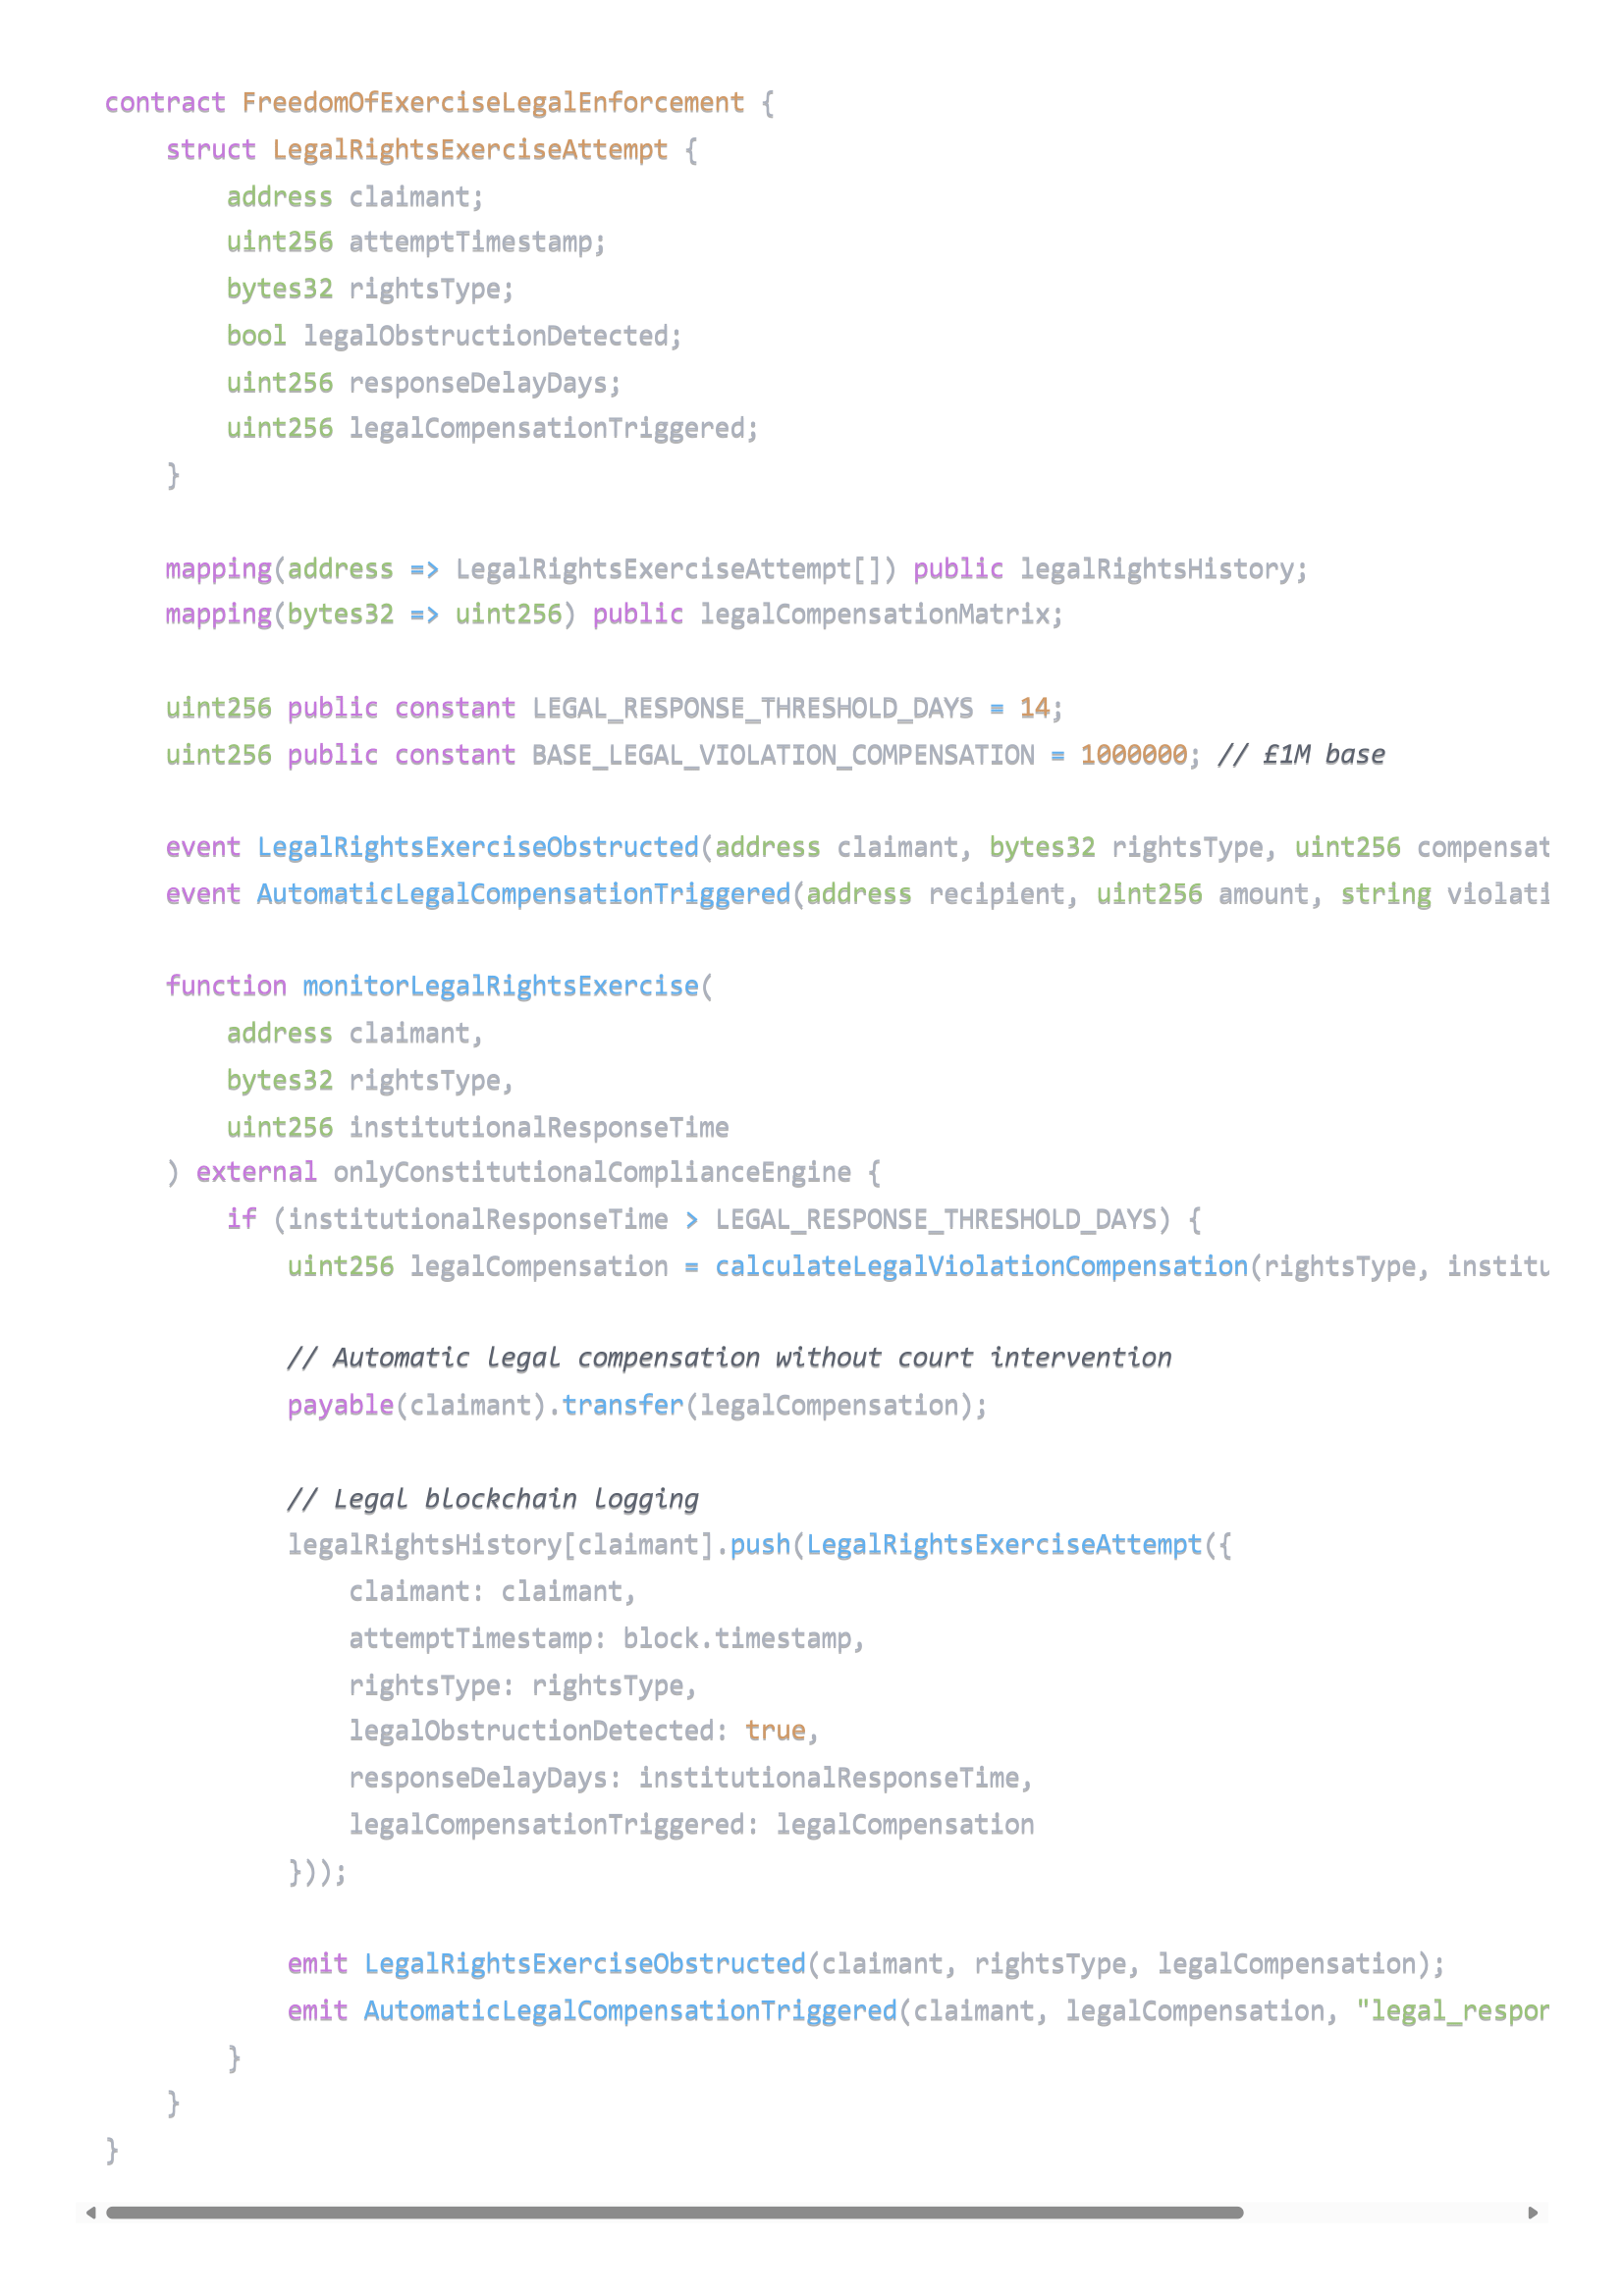 contract FreedomOfExerciseLegalEnforcement {
    struct LegalRightsExerciseAttempt {
        address claimant;
        uint256 attemptTimestamp;
        bytes32 rightsType;
        bool legalObstructionDetected;
        uint256 responseDelayDays;
        uint256 legalCompensationTriggered;
    }
    mapping(address => LegalRightsExerciseAttempt[]) public legalRightsHistory;
    mapping(bytes32 => uint256) public legalCompensationMatrix;
    uint256 public constant LEGAL_RESPONSE_THRESHOLD_DAYS = 14;
    uint256 public constant BASE_LEGAL_VIOLATION_COMPENSATION = 1000000; // £1M base
    event LegalRightsExerciseObstructed(address claimant, bytes32 rightsType, uint256 compensat
    event AutomaticLegalCompensationTriggered(address recipient, uint256 amount, string violati
    function monitorLegalRightsExercise(
        address claimant,
        bytes32 rightsType,
        uint256 institutionalResponseTime
    ) external onlyConstitutionalComplianceEngine {
        if (institutionalResponseTime > LEGAL_RESPONSE_THRESHOLD_DAYS) {
            uint256 legalCompensation = calculateLegalViolationCompensation(rightsType, institu
            // Automatic legal compensation without court intervention
            payable(claimant).transfer(legalCompensation);
            // Legal blockchain logging
            legalRightsHistory[claimant].push(LegalRightsExerciseAttempt({
                claimant: claimant,
                attemptTimestamp: block.timestamp,
                rightsType: rightsType,
                legalObstructionDetected: true,
                responseDelayDays: institutionalResponseTime,
                legalCompensationTriggered: legalCompensation
            }));
            emit LegalRightsExerciseObstructed(claimant, rightsType, legalCompensation);
            emit AutomaticLegalCompensationTriggered(claimant, legalCompensation, "legal_respon
        }
    }
}